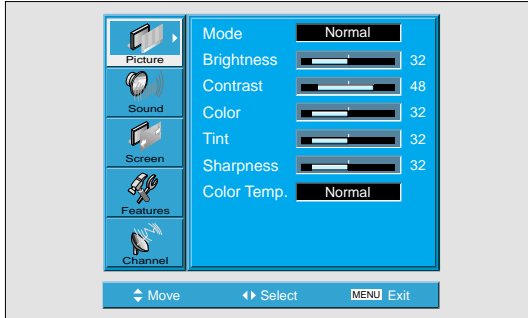 Picture
Sound
Screen
Features
Channel
Mode Normal
Brightness 32
Contrast 48
Color 32
Tint 32
Sharpness 32
Color Temp. Normal
Move Select MENU Exit